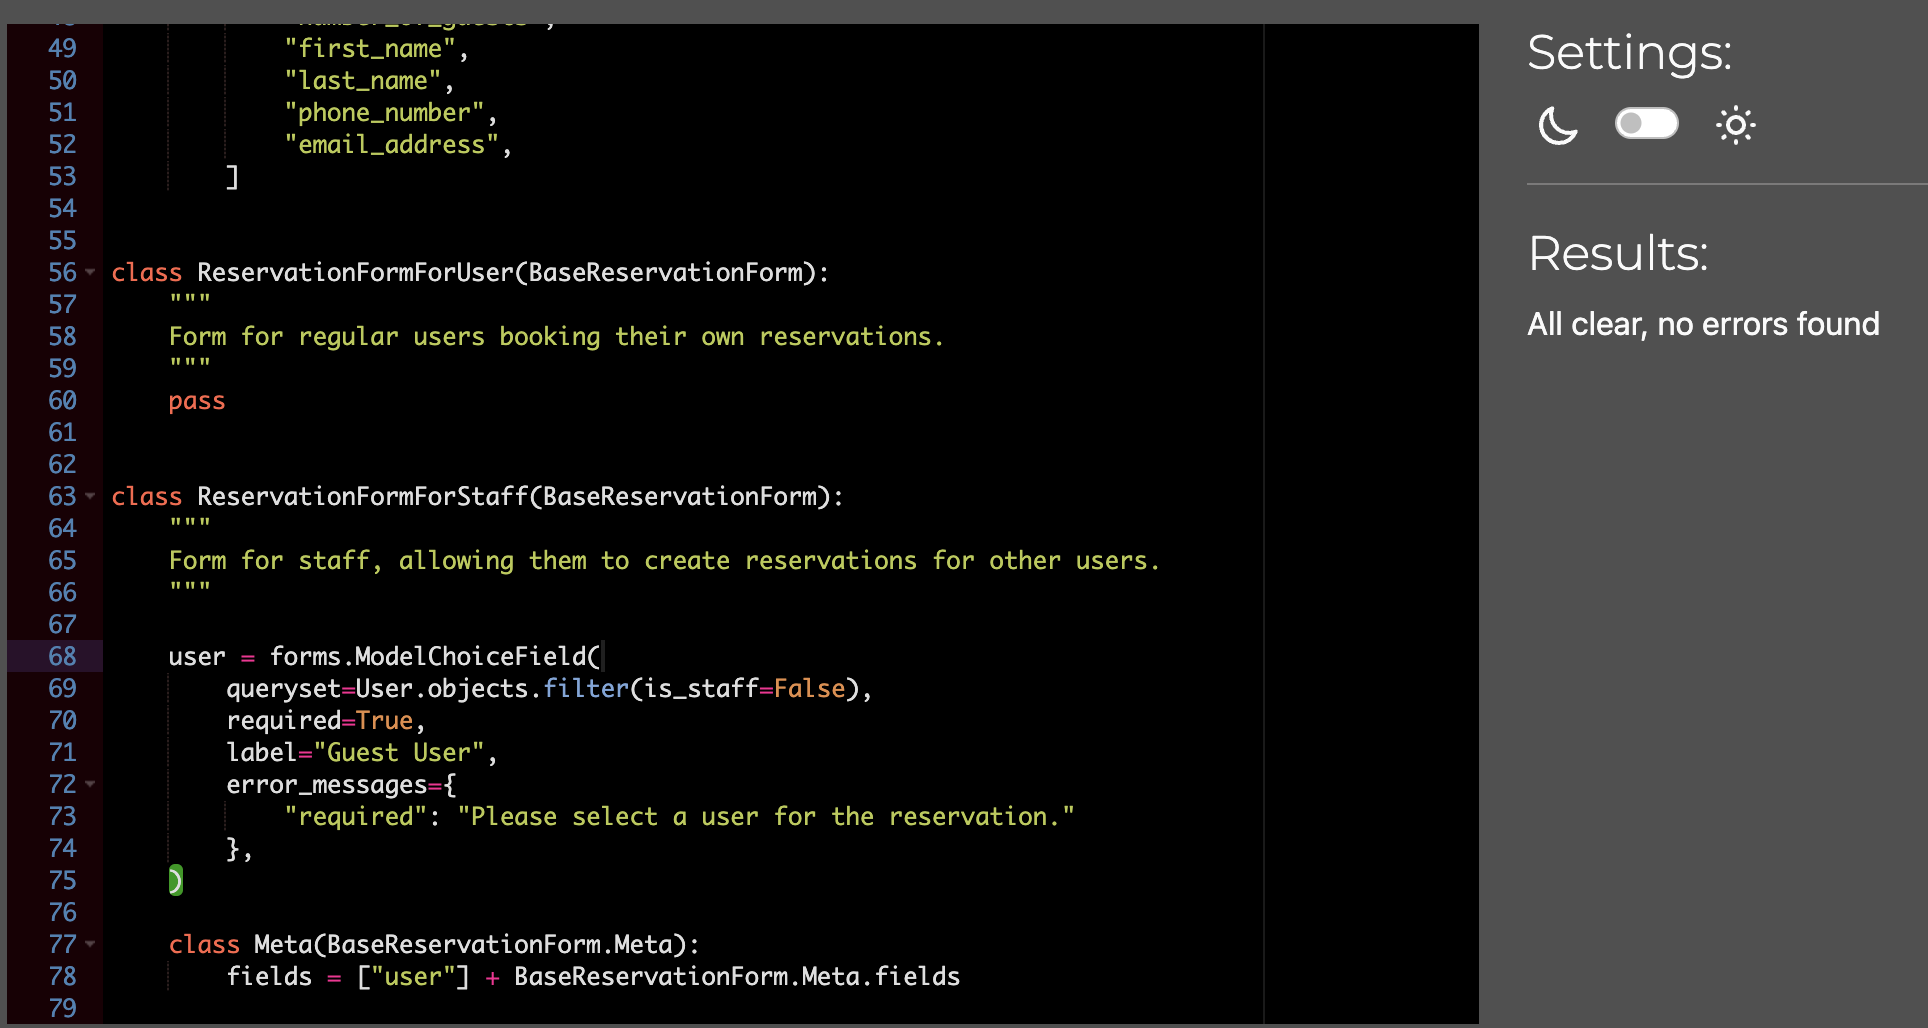 49 "first_name",
50 "last_name",
51 "phone_number",
52 "email_address",
53 ]
54
55
56 class ReservationFormForUser(BaseReservationForm):
57 """
58 Form for regular users booking their own reservations.
59 """
60 pass
61
62
63 class ReservationFormForStaff(BaseReservationForm):
64 """
65 Form for staff, allowing them to create reservations for other users.
66 """
67
68 user = forms.ModelChoiceField(
69 queryset=User.objects.filter(is_staff=False),
70 required=True,
71 label="Guest User",
72 error_messages={
73 "required": "Please select a user for the reservation."
74 },
75 )
76
77 class Meta(BaseReservationForm.Meta):
78 fields = ["user"] + BaseReservationForm.Meta.fields
79
Settings:
Results:
All clear, no errors found